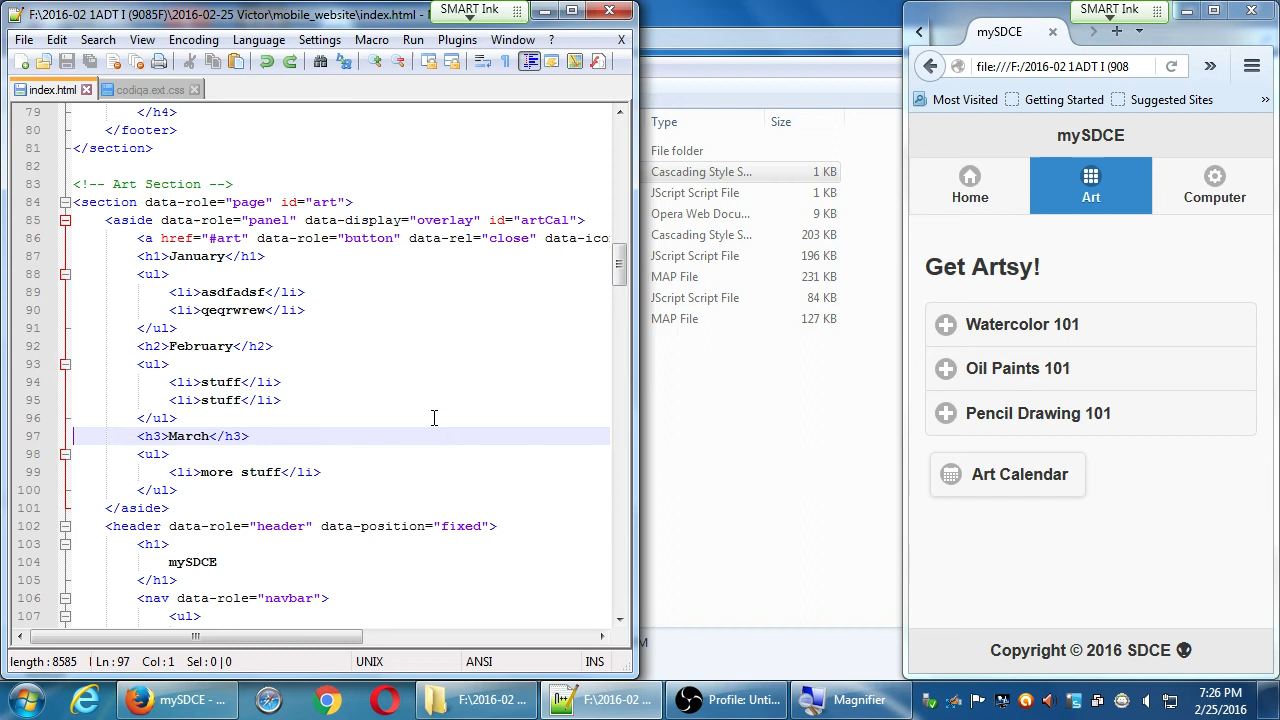 F:\2016-02 1ADT I (9085F)\2016-02-25 Victor\mobile_website\index.html - 
SMART Ink
File Edit Search View Encoding Language Settings Macro Run Plugins Window ? X
index.html codiqa.ext.css
79 </h4>
80 </footer>
81 </section>
82
83 <!-- Art Section -->
84 <section data-role="page" id="art">
85 <aside data-role="panel" data-display="overlay" id="artCal">
86 <a href="#art" data-role="button" data-rel="close" data-ico
87 <h1>January</h1>
88 <ul>
89 <li>asdfadsf</li>
90 <li>qeqrwrew</li>
91 </ul>
92 <h2>February</h2>
93 <ul>
94 <li>stuff</li>
95 <li>stuff</li>
96 </ul>
97 <h3>March</h3>
98 <ul>
99 <li>more stuff</li>
100 </ul>
101 </aside>
102 <header data-role="header" data-position="fixed">
103 <h1>
104 mySDCE
105 </h1>
106 <nav data-role="navbar">
107 <ul>
length: 8585 Ln : 97 Col : 1 Sel : 0 | 0 UNIX ANSI INS
Type Size
File folder
Cascading Style S... 1 KB
JScript Script File 1 KB
Opera Web Docu... 9 KB
Cascading Style S... 203 KB
JScript Script File 196 KB
MAP File 231 KB
JScript Script File 84 KB
MAP File 127 KB
SMART Ink
mySDCE
file:///F:/2016-02 1ADT I (908
Most Visited Getting Started Suggested Sites
mySDCE
Home Art Computer
Get Artsy!
Watercolor 101
Oil Paints 101
Pencil Drawing 101
Art Calendar
Copyright © 2016 SDCE
mySDCE - ... F:\2016-02 ... F:\2016-02 ... Profile: Unti... Magnifier
7:26 PM
2/25/2016